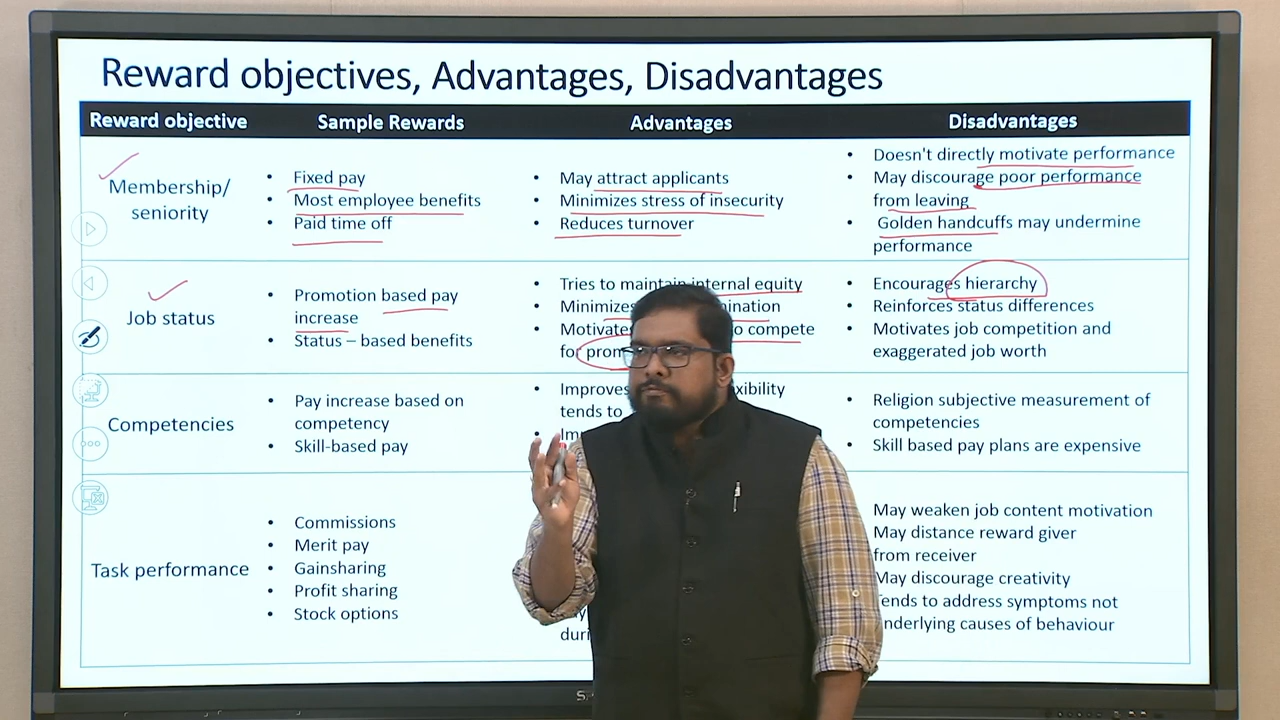 Reward objectives, Advantages, Disadvantages
Reward objective
Sample Rewards
Advantages
Disadvantages
Membership/
seniority
• Fixed pay
• Most employee benefits
• Paid time off
• May attract applicants
• Minimizes stress of insecurity
• Reduces turnover
• Doesn't directly motivate performance
• May discourage poor performance
from leaving
• Golden handcuffs may undermine
performance
Job status
• Promotion based pay
increase
• Status – based benefits
• Tries to maintain internal equity
• Minimizes
• Motivates to compete
for
• Encourages hierarchy
• Reinforces status differences
• Motivates job competition and
exaggerated job worth
Competencies
• Pay increase based on
competency
• Skill-based pay
• Improves
tends to
• Religion subjective measurement of
competencies
• Skill based pay plans are expensive
Task performance
• Commissions
• Merit pay
• Gainsharing
• Profit sharing
• Stock options
May weaken job content motivation
May distance reward giver
from receiver
May discourage creativity
Tends to address symptoms not
underlying causes of behaviour